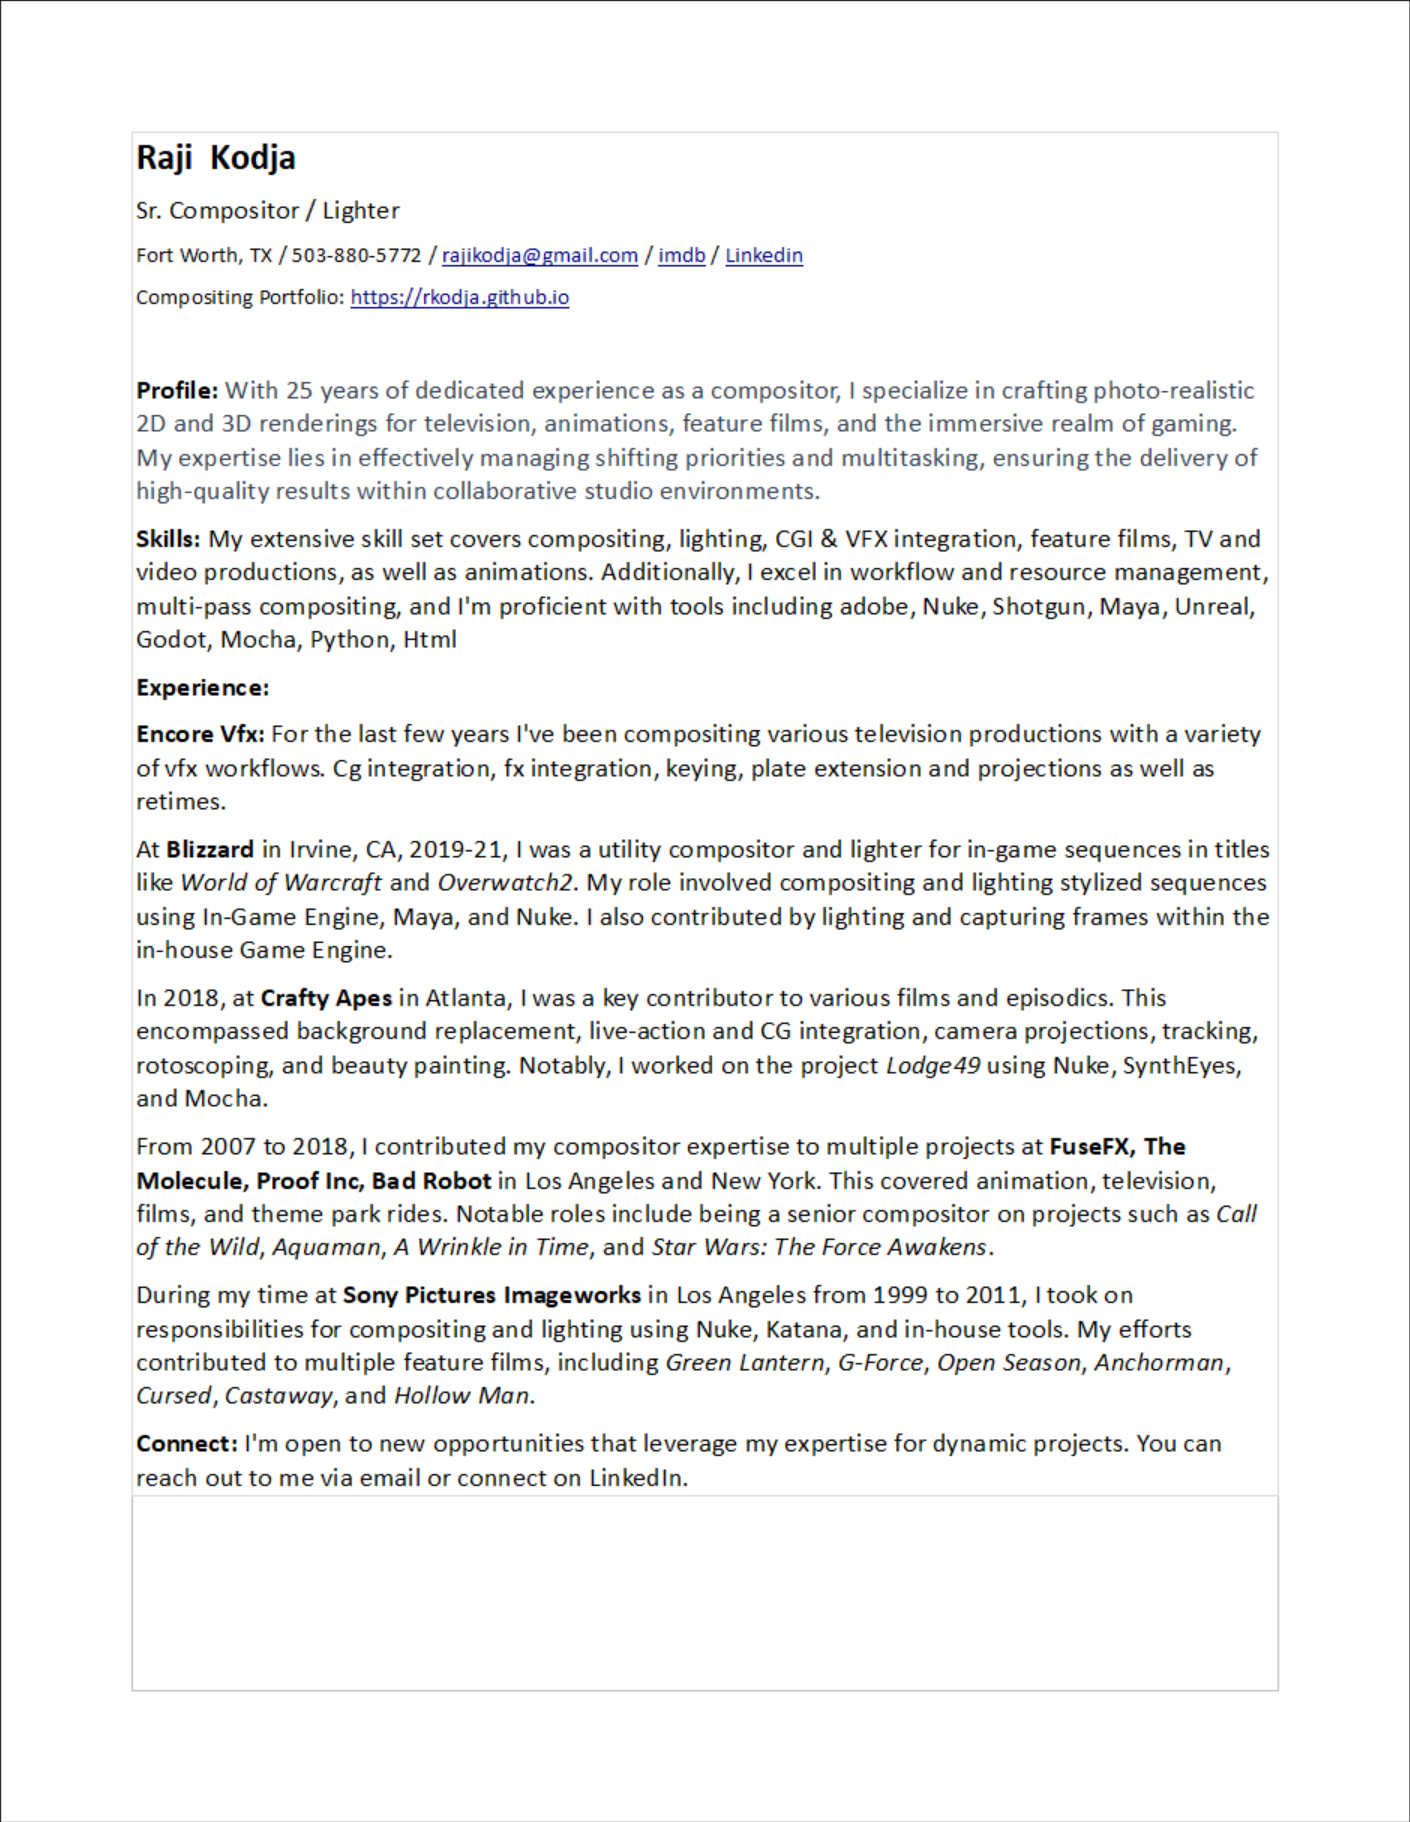 Raji  Kodja
Sr. Compositor / Lighter
Fort Worth, TX / 503-880-5772 / rajikodja@gmail.com / imdb / Linkedin
Compositing Portfolio: https://rkodja.github.io
Profile: With 25 years of dedicated experience as a compositor, I specialize in crafting photo-realistic
2D and 3D renderings for television, animations, feature films, and the immersive realm of gaming.
My expertise lies in effectively managing shifting priorities and multitasking, ensuring the delivery of
high-quality results within collaborative studio environments.
Skills: My extensive skill set covers compositing, lighting, CGI & VFX integration, feature films, TV and
video productions, as well as animations. Additionally, I excel in workflow and resource management,
multi-pass compositing, and I'm proficient with tools including adobe, Nuke, Shotgun, Maya, Unreal,
Godot, Mocha, Python, Html
Experience:
Encore Vfx: For the last few years I've been compositing various television productions with a variety
of vfx workflows. Cg integration, fx integration, keying, plate extension and projections as well as
retimes.
At Blizzard in Irvine, CA, 2019-21, I was a utility compositor and lighter for in-game sequences in titles
like World of Warcraft and Overwatch2. My role involved compositing and lighting stylized sequences
using In-Game Engine, Maya, and Nuke. I also contributed by lighting and capturing frames within the
in-house Game Engine.
In 2018, at Crafty Apes in Atlanta, I was a key contributor to various films and episodics. This
encompassed background replacement, live-action and CG integration, camera projections, tracking,
rotoscoping, and beauty painting. Notably, I worked on the project Lodge49 using Nuke, SynthEyes,
and Mocha.
From 2007 to 2018, I contributed my compositor expertise to multiple projects at FuseFX, The
Molecule, Proof Inc, Bad Robot in Los Angeles and New York. This covered animation, television,
films, and theme park rides. Notable roles include being a senior compositor on projects such as Call
of the Wild, Aquaman, A Wrinkle in Time, and Star Wars: The Force Awakens.
During my time at Sony Pictures Imageworks in Los Angeles from 1999 to 2011, I took on
responsibilities for compositing and lighting using Nuke, Katana, and in-house tools. My efforts
contributed to multiple feature films, including Green Lantern, G-Force, Open Season, Anchorman,
Cursed, Castaway, and Hollow Man.
Connect: I'm open to new opportunities that leverage my expertise for dynamic projects. You can
reach out to me via email or connect on LinkedIn.